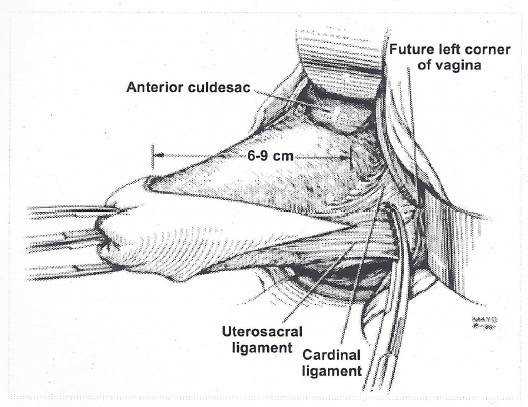 Future left corner
of vagina
Anterior culdesac
6-9 cm
Uterosacral
ligament
Cardinal
ligament